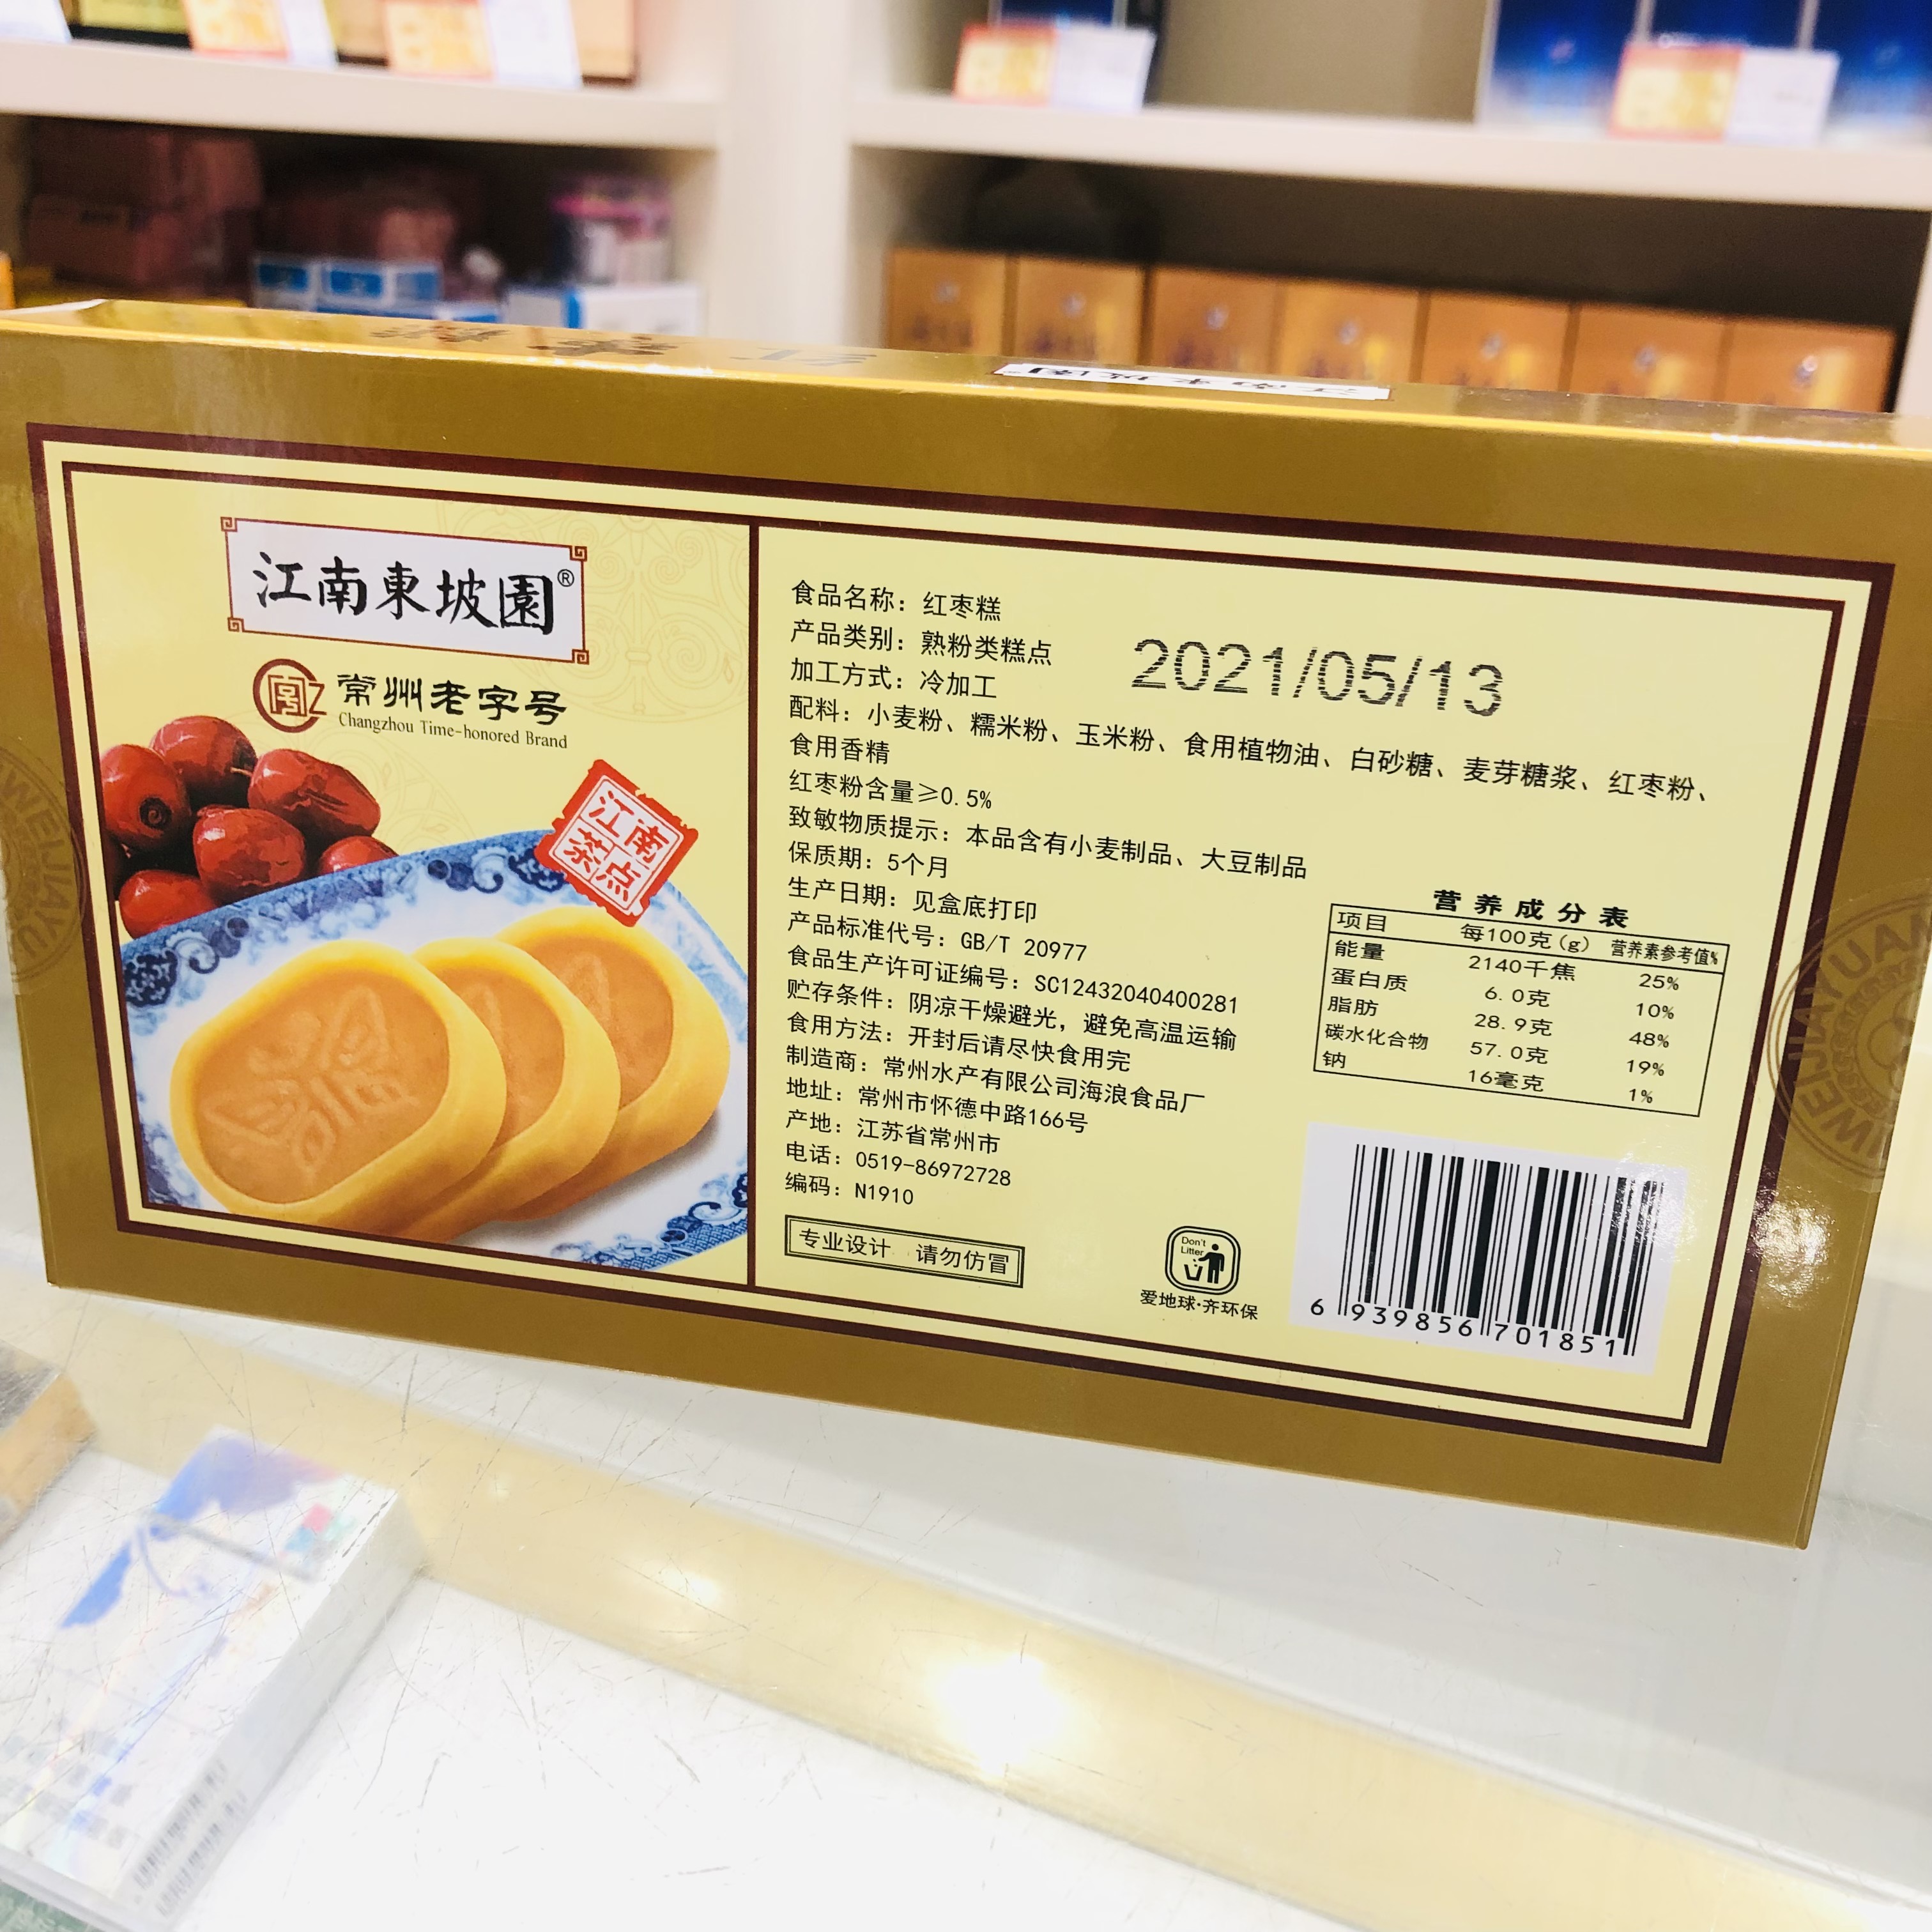 江南東坡園®
常州老字号
Changzhou Time-honored Brand
江南
茶点
食品名称：红枣糕
产品类别：熟粉类糕点
加工方式：冷加工
2021/05/13
配料：小麦粉、糯米粉、玉米粉、食用植物油、白砂糖、麦芽糖浆、红枣粉、
食用香精
红枣粉含量≥0.5%
致敏物质提示：本品含有小麦制品、大豆制品
保质期：5个月
生产日期：见盒底打印
产品标准代号：GB/T 20977
食品生产许可证编号：SC12432040400281
贮存条件：阴凉干燥避光，避免高温运输
食用方法：开封后请尽快食用完
制造商：常州水产有限公司海浪食品厂
地址：常州市怀德中路166号
产地：江苏省常州市
电话：0519-86972728
编码：N1910
专业设计 请勿仿冒
营养成分表
项目 每100克(g) 营养素参考值%
能量 2140千焦 25%
蛋白质 6.0克 10%
脂肪 28.9克 48%
碳水化合物 57.0克 19%
钠 16毫克 1%
Don't
Litter
爱地球·齐环保
6 939856 701851